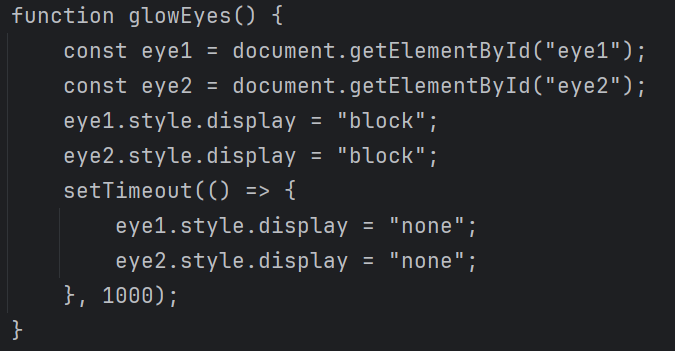 function glowEyes() {
    const eye1 = document.getElementById("eye1");
    const eye2 = document.getElementById("eye2");
    eye1.style.display = "block";
    eye2.style.display = "block";
    setTimeout(() => {
        eye1.style.display = "none";
        eye2.style.display = "none";
    }, 1000);
}